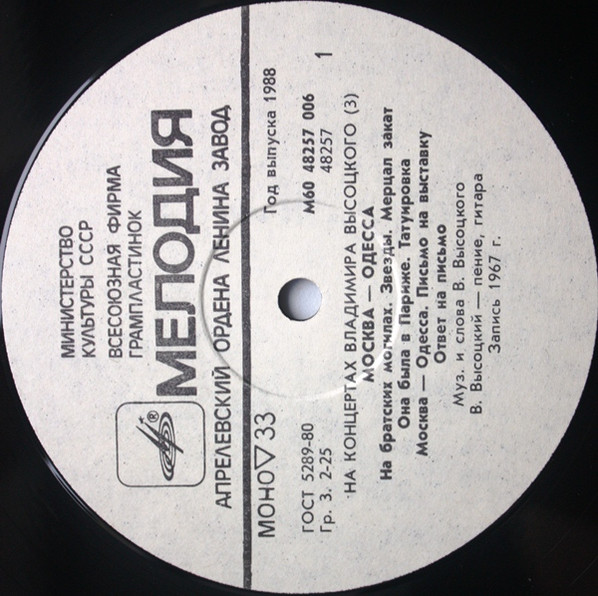 МИНИСТЕРСТВО
КУЛЬТУРЫ СССР
ВСЕСОЮЗНАЯ ФИРМА
ГРАМПЛАСТИНОК
® МЕЛОДИЯ
АПРЕЛЕВСКИЙ ОРДЕНА ЛЕНИНА ЗАВОД
МОНО▽33 Год выпуска 1988
ГОСТ 5289-80 М60 48257 006
Гр. 3. 2-25 48257 1
НА КОНЦЕРТАХ ВЛАДИМИРА ВЫСОЦКОГО (3)
МОСКВА — ОДЕССА
На братских могилах. Звезды. Мерцал закат
Она была в Париже. Татуировка
Москва — Одесса. Письмо на выставку
Ответ на письмо
Муз. и слова В. Высоцкого
В. Высоцкий — пение, гитара
Запись 1967 г.